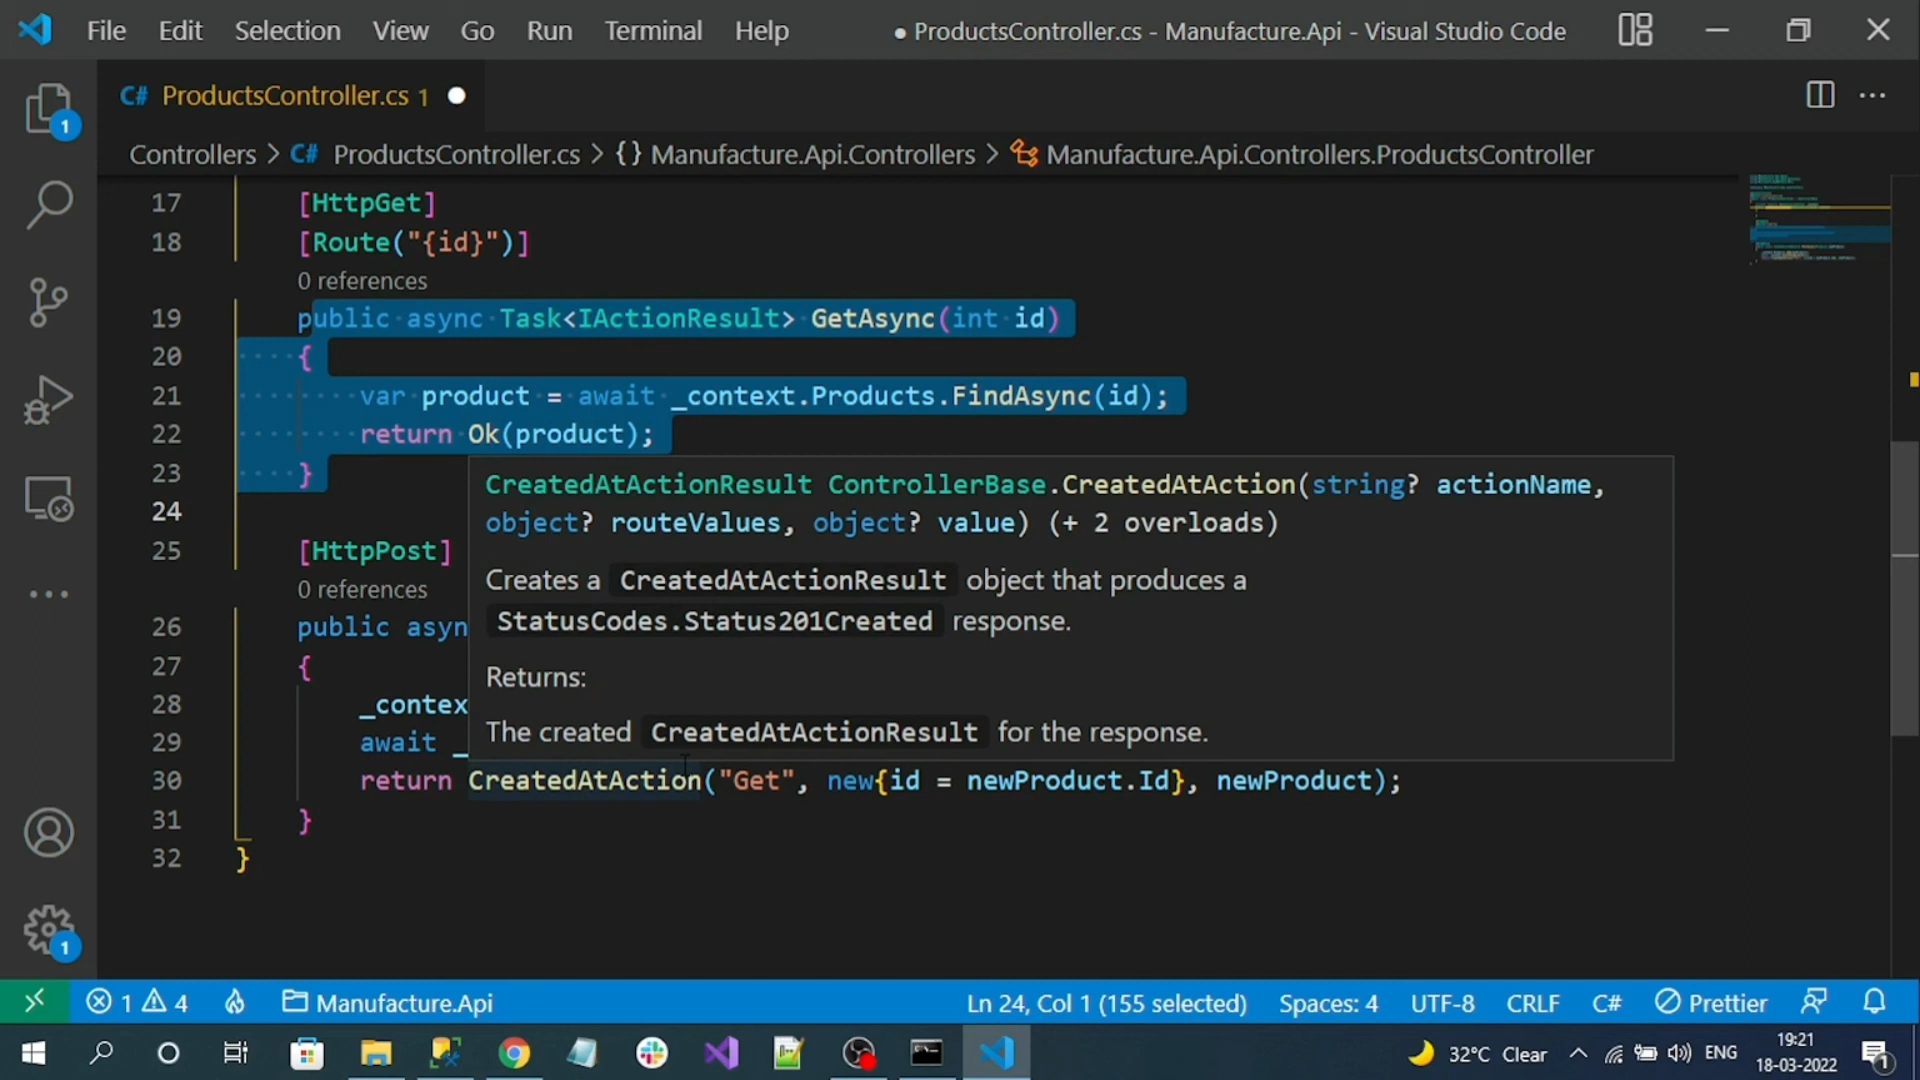 File Edit Selection View Go Run Terminal Help ● ProductsController.cs - Manufacture.Api - Visual Studio Code
C# ProductsController.cs 1 ●
Controllers > C# ProductsController.cs > {} Manufacture.Api.Controllers > Manufacture.Api.Controllers.ProductsController
17 [HttpGet]
18 [Route("{id}")]
0 references
19 public async Task<IActionResult> GetAsync(int id)
20 {
21 var product = await _context.Products.FindAsync(id);
22 return Ok(product);
23 }
24
25 [HttpPost]
0 references
26 public asyn
27 {
28 _contex
29 await _
30 return CreatedAtAction("Get", new{id = newProduct.Id}, newProduct);
31 }
32 }
CreatedAtActionResult ControllerBase.CreatedAtAction(string? actionName,
object? routeValues, object? value) (+ 2 overloads)
Creates a CreatedAtActionResult object that produces a
StatusCodes.Status201Created response.
Returns:
The created CreatedAtActionResult for the response.
1
1
1 4 Manufacture.Api Ln 24, Col 1 (155 selected) Spaces: 4 UTF-8 CRLF C# Prettier
32°C Clear ENG 19:21
18-03-2022 1